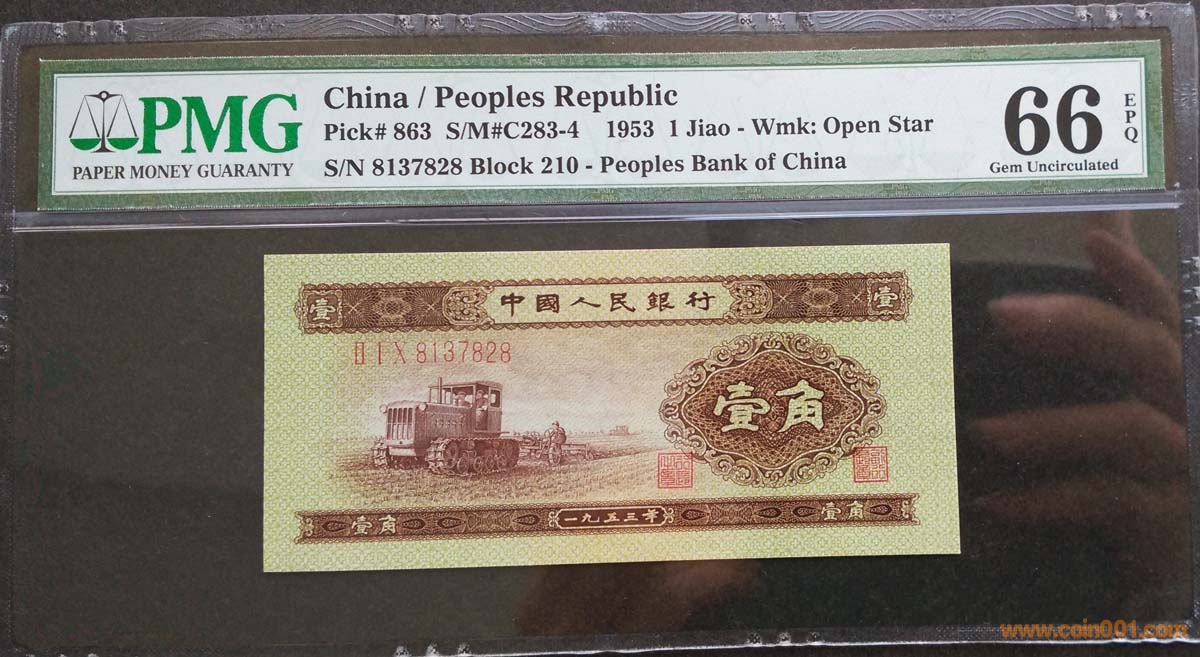 PMG
PAPER MONEY GUARANTY
China / Peoples Republic
Pick# 863 S/M#C283-4 1953 1 Jiao - Wmk: Open Star
S/N 8137828 Block 210 - Peoples Bank of China
66
EPQ
Gem Uncirculated
壹 中國人民銀行 壹
II I X 8137828
壹角
壹角 一九五三年 壹角
www.coin001.com